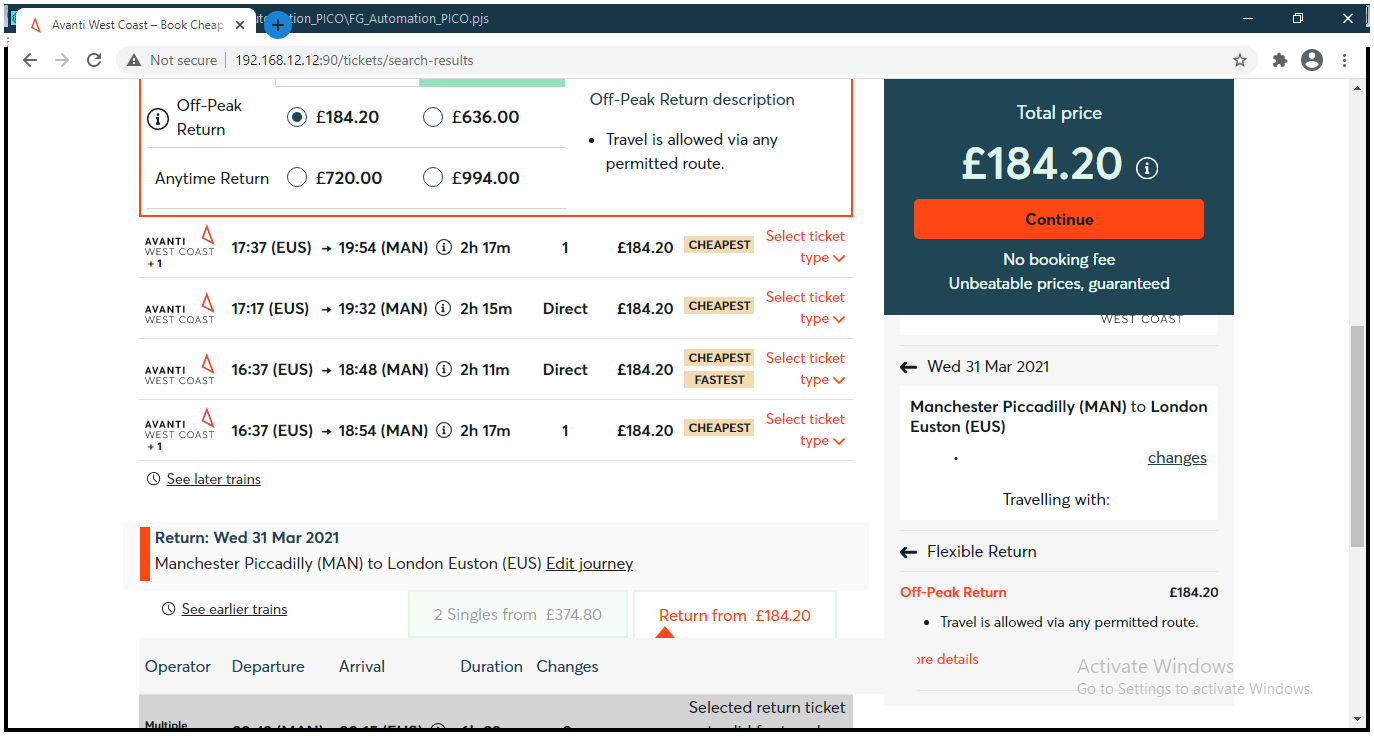 utomation_PICO\FG_Automation_PICO.pjs
Avanti West Coast – Book Cheap
Not secure 192.168.12.12:90/tickets/search-results
Off-Peak Return £184.20 £636.00
Anytime Return £720.00 £994.00
Off-Peak Return description
• Travel is allowed via any
permitted route.
AVANTI WEST COAST +1 17:37 (EUS) → 19:54 (MAN) 2h 17m 1 £184.20 CHEAPEST Select ticket type
AVANTI WEST COAST 17:17 (EUS) → 19:32 (MAN) 2h 15m Direct £184.20 CHEAPEST Select ticket type
AVANTI WEST COAST 16:37 (EUS) → 18:48 (MAN) 2h 11m Direct £184.20 CHEAPEST FASTEST Select ticket type
AVANTI WEST COAST +1 16:37 (EUS) → 18:54 (MAN) 2h 17m 1 £184.20 CHEAPEST Select ticket type
See later trains
Return: Wed 31 Mar 2021
Manchester Piccadilly (MAN) to London Euston (EUS) Edit journey
See earlier trains
2 Singles from £374.80
Return from £184.20
Operator Departure Arrival Duration Changes
Selected return ticket
Multiple
Total price
£184.20
Continue
No booking fee
Unbeatable prices, guaranteed
WEST COAST
Wed 31 Mar 2021
Manchester Piccadilly (MAN) to London
Euston (EUS)
• changes
Travelling with:
Flexible Return
Off-Peak Return £184.20
• Travel is allowed via any permitted route.
ore details
Activate Windows
Go to Settings to activate Windows.